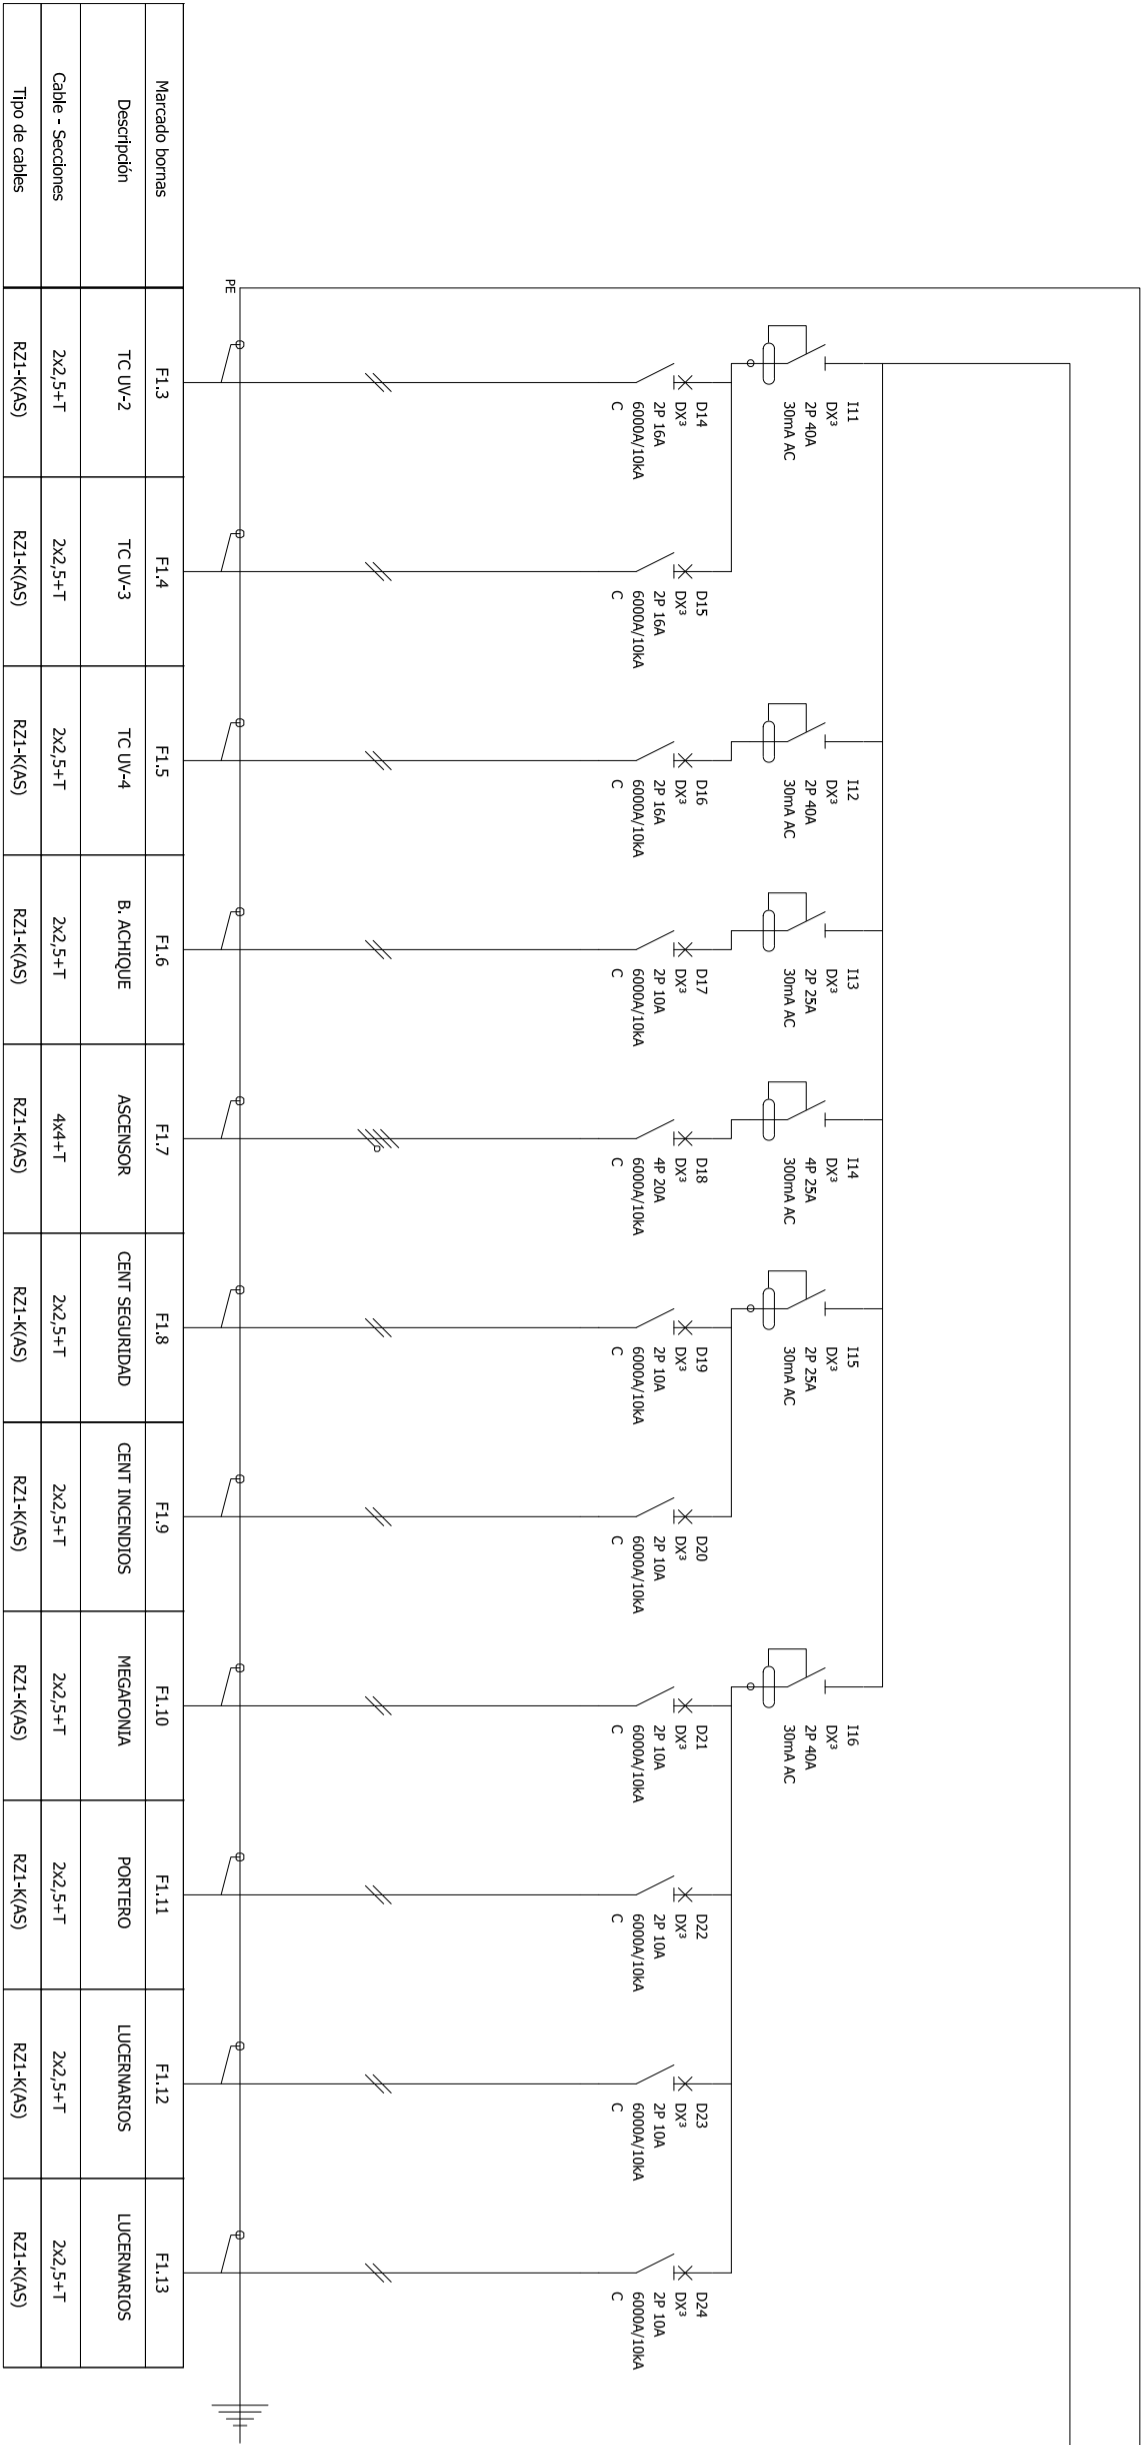 I11
DX³
2P 40A
30mA AC
I12
DX³
2P 40A
30mA AC
I13
DX³
2P 25A
30mA AC
I14
DX³
4P 25A
300mA AC
I15
DX³
2P 25A
30mA AC
I16
DX³
2P 40A
30mA AC
D14
DX³
2P 16A
6000A/10kA
C
D15
DX³
2P 16A
6000A/10kA
C
D16
DX³
2P 16A
6000A/10kA
C
D17
DX³
2P 10A
6000A/10kA
C
D18
DX³
4P 20A
6000A/10kA
C
D19
DX³
2P 10A
6000A/10kA
C
D20
DX³
2P 10A
6000A/10kA
C
D21
DX³
2P 10A
6000A/10kA
C
D22
DX³
2P 10A
6000A/10kA
C
D23
DX³
2P 10A
6000A/10kA
C
D24
DX³
2P 10A
6000A/10kA
C
PE
Marcado bornas F1.3 F1.4 F1.5 F1.6 F1.7 F1.8 F1.9 F1.10 F1.11 F1.12 F1.13
Descripción TC UV-2 TC UV-3 TC UV-4 B. ACHIQUE ASCENSOR CENT SEGURIDAD CENT INCENDIOS MEGAFONIA PORTERO LUCERNARIOS LUCERNARIOS
Cable - Secciones 2x2,5+T 2x2,5+T 2x2,5+T 2x2,5+T 4x4+T 2x2,5+T 2x2,5+T 2x2,5+T 2x2,5+T 2x2,5+T 2x2,5+T
Tipo de cables RZ1-K(AS) RZ1-K(AS) RZ1-K(AS) RZ1-K(AS) RZ1-K(AS) RZ1-K(AS) RZ1-K(AS) RZ1-K(AS) RZ1-K(AS) RZ1-K(AS) RZ1-K(AS)